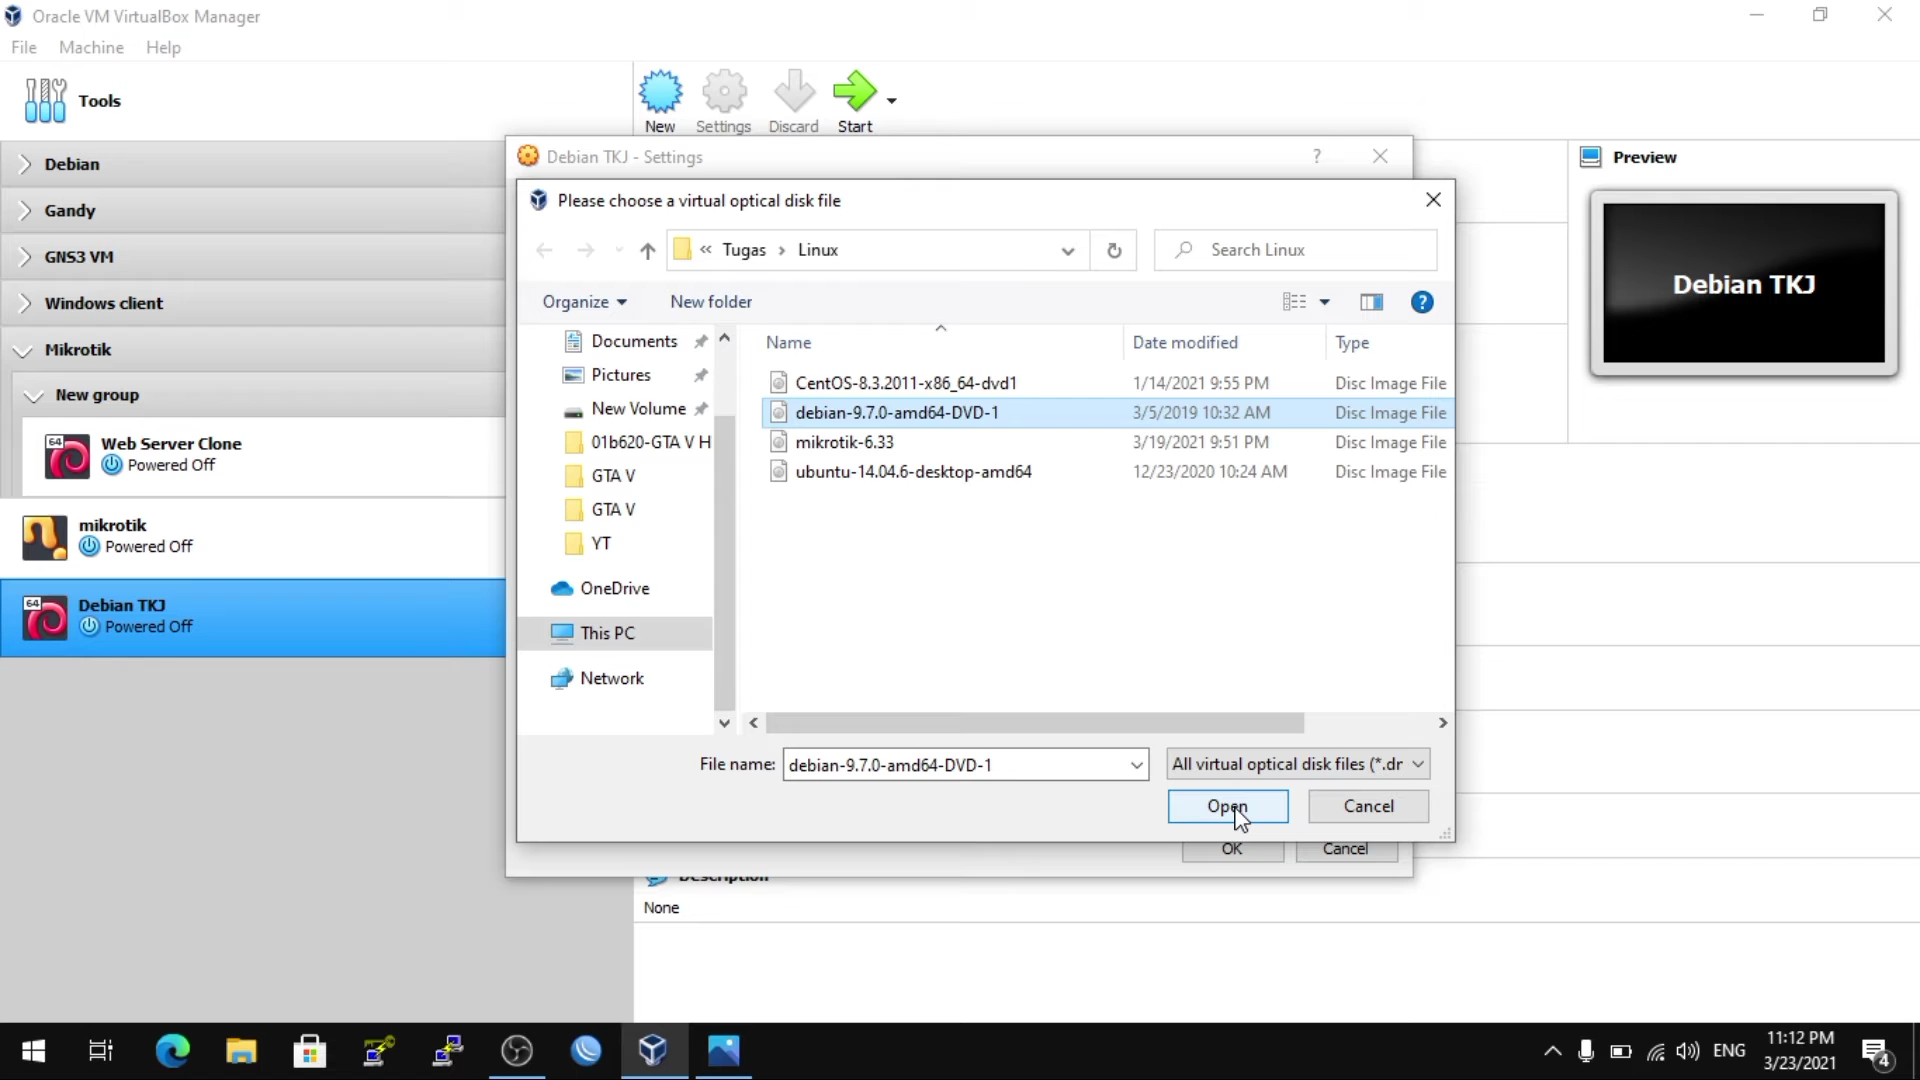 Oracle VM VirtualBox Manager
File Machine Help
Tools
New Settings Discard Start
Debian
Gandy
GNS3 VM
Windows client
Mikrotik
New group
64 Web Server Clone
Powered Off
mikrotik
Powered Off
64 Debian TKJ
Powered Off
Debian TKJ - Settings ?
Please choose a virtual optical disk file
« Tugas > Linux
Search Linux
Organize New folder ?
Documents
Pictures
New Volume
01b620-GTA V H
GTA V
GTA V
YT
OneDrive
This PC
Network
Name Date modified Type
CentOS-8.3.2011-x86_64-dvd1 1/14/2021 9:55 PM Disc Image File
debian-9.7.0-amd64-DVD-1 3/5/2019 10:32 AM Disc Image File
mikrotik-6.33 3/19/2021 9:51 PM Disc Image File
ubuntu-14.04.6-desktop-amd64 12/23/2020 10:24 AM Disc Image File
File name: debian-9.7.0-amd64-DVD-1 All virtual optical disk files (*.dr
Open Cancel
OK Cancel
Preview
Debian TKJ
Description
None
ENG
11:12 PM
3/23/2021
4